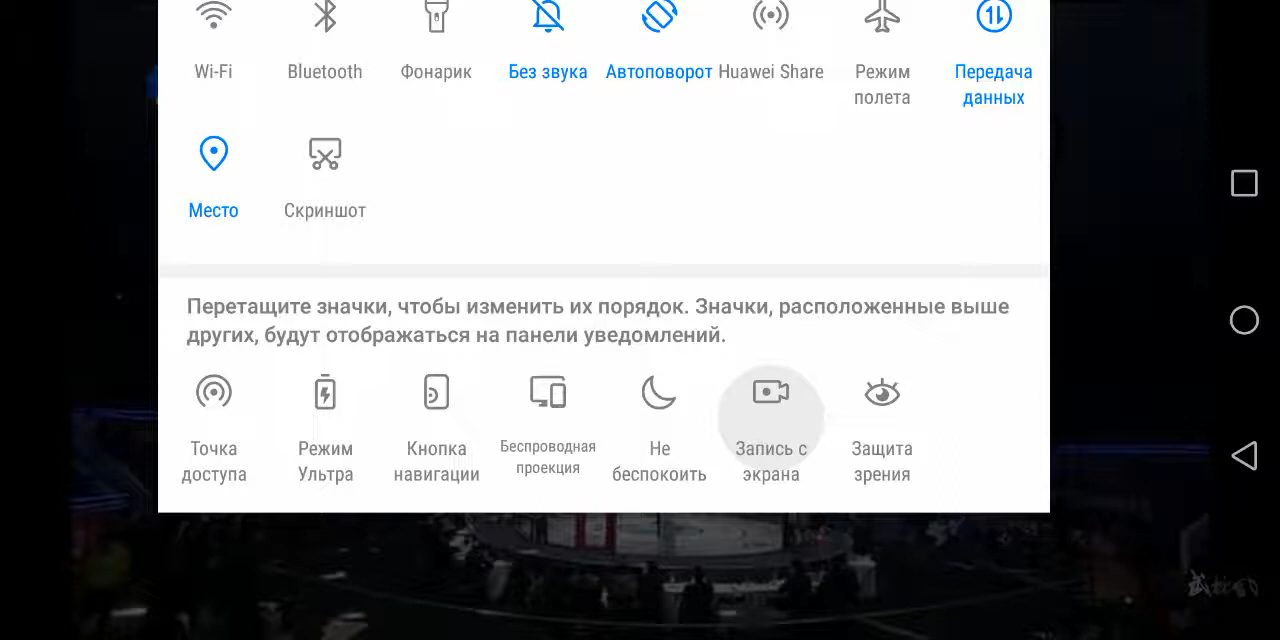 Wi-Fi Bluetooth Фонарик Без звука Автоповорот Huawei Share Режим полета Передача данных
Место Скриншот
Перетащите значки, чтобы изменить их порядок. Значки, расположенные выше
других, будут отображаться на панели уведомлений.
Точка доступа Режим Ультра Кнопка навигации Беспроводная проекция Не беспокоить Запись с экрана Защита зрения